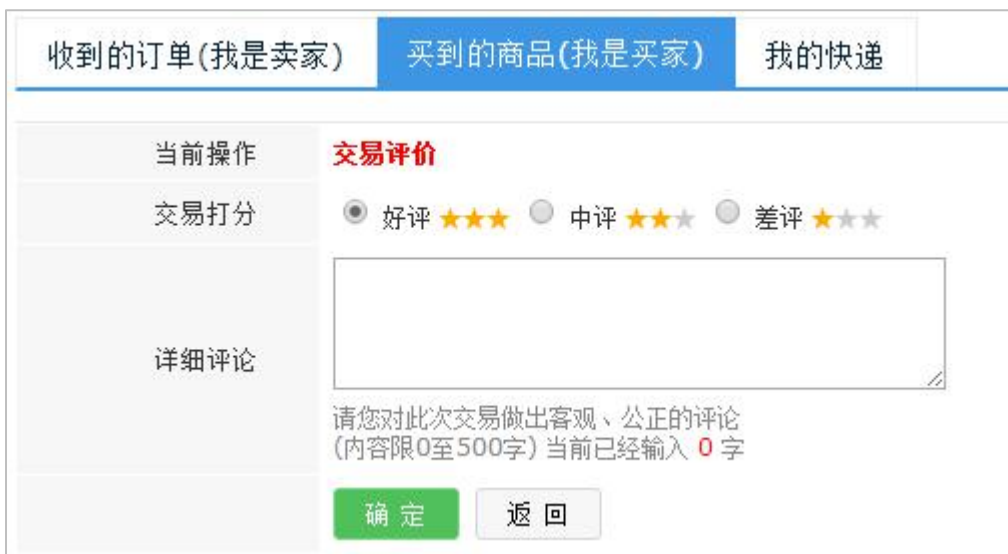 收到的订单(我是卖家) 买到的商品(我是买家) 我的快递
当前操作 交易评价
交易打分 好评 ★★★ 中评 ★★★ 差评 ★★★
详细评论
请您对此次交易做出客观、公正的评论
(内容限0至500字) 当前已经输入 0 字
确 定 返 回